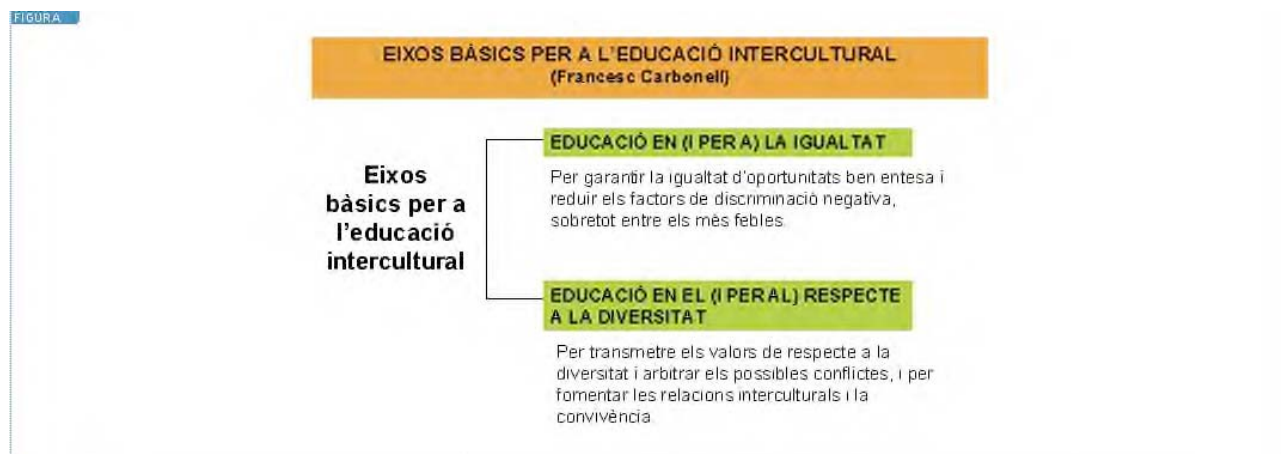 FIGURA
EIXOS BÀSICS PER A L'EDUCACIÓ INTERCULTURAL
(Francesc Carbonell)
EDUCACIÓ EN (I PER A) LA IGUALTAT
Per garantir la igualtat d'oportunitats ben entesa i
reduir els factors de discriminació negativa,
sobretot entre els més febles.
Eixos
bàsics per a
l'educació
intercultural
EDUCACIÓ EN EL (I PER AL) RESPECTE
A LA DIVERSITAT
Per transmetre els valors de respecte a la
diversitat i arbitrar els possibles conflictes, i per
fomentar les relacions interculturals i la
convivència